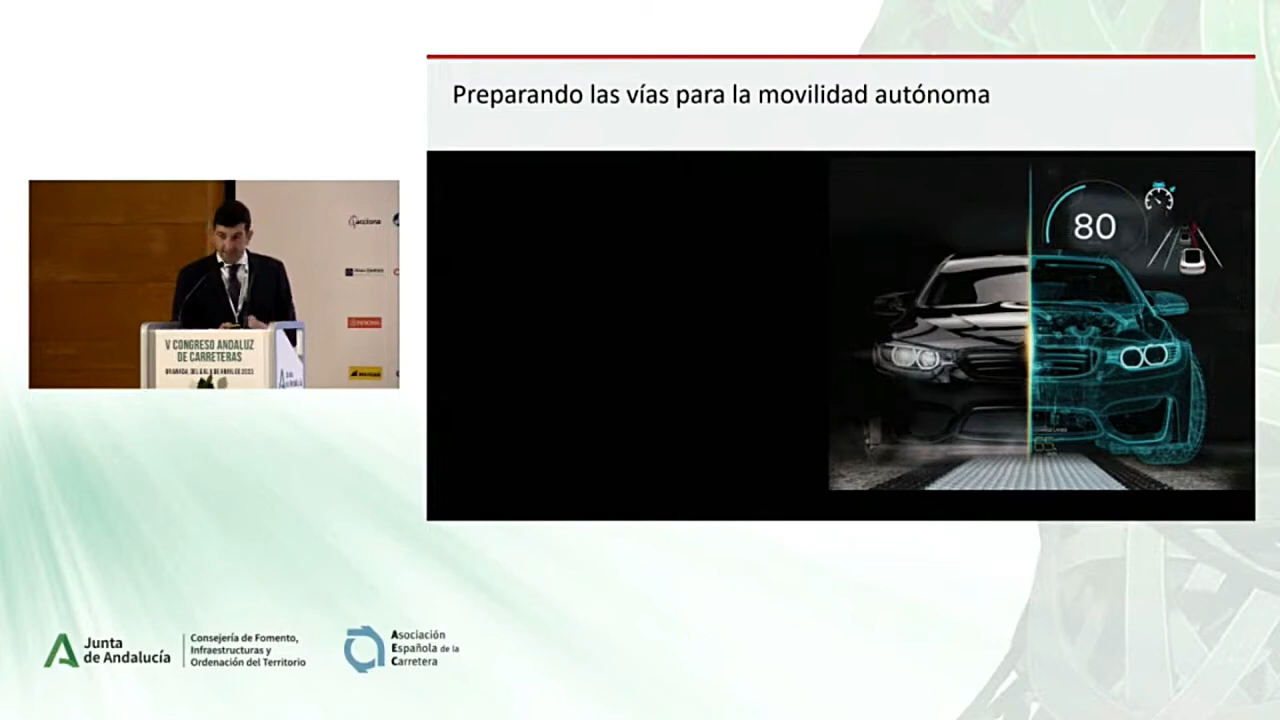 Preparando las vías para la movilidad autónoma
80
acciona
V CONGRESO ANDALUZ
DE CARRETERAS
Junta
de Andalucía
Consejería de Fomento,
Infraestructuras y
Ordenación del Territorio
Asociación
Española de la
Carretera